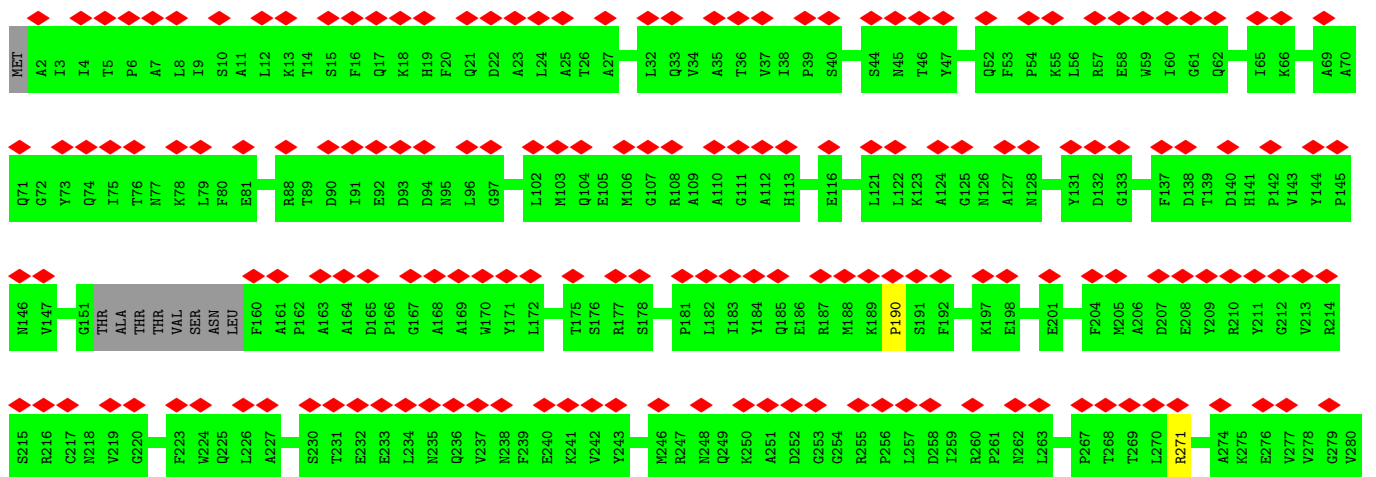 MET A2 I3 I4 T5 P6 A7 L8 I9 S10 A11 L12 K13 T14 S15 F16 Q17 K18 H19 F20 Q21 D22 A23 L24 A25 T26 A27 L32 Q33 V34 A35 T36 V37 I38 P39 S40 S44 N45 T46 Y47 Q52 F53 P54 K55 L56 R57 E58 W59 I60 G61 Q62 I65 K66 A69 A70
Q71 G72 Y73 Q74 I75 T76 N77 K78 L79 F80 E81 R88 T89 D90 I91 E92 D93 D94 N95 L96 G97 L102 M103 Q104 E105 M106 G107 R108 A109 A110 G111 A112 H113 E116 L121 L122 K123 A124 G125 N126 A127 N128 Y131 D132 G133 F137 D138 T139 D140 H141 P142 V143 Y144 P145
N146 V147 G151 THR ALA THR THR VAL SER ASN LEU F160 A161 P162 A163 A164 D165 P166 G167 A168 A169 W170 Y171 L172 T175 S176 R177 S178 P181 L182 I183 Y184 Q185 E186 R187 M188 K189 P190 S191 F192 K197 E198 E201 F204 M205 A206 D207 E208 Y209 R210 Y211 G212 V213 R214
S215 R216 C217 N218 V219 G220 F223 W224 Q225 L226 A227 S230 T231 E232 E233 L234 N235 Q236 V237 N238 F239 E240 K241 V242 Y243 M246 R247 N248 Q249 K250 A251 D252 G253 G254 R255 P256 L257 D258 I259 R260 P261 N262 L263 P267 T268 T269 L270 R271 A274 K275 E276 V277 V278 G279 V280